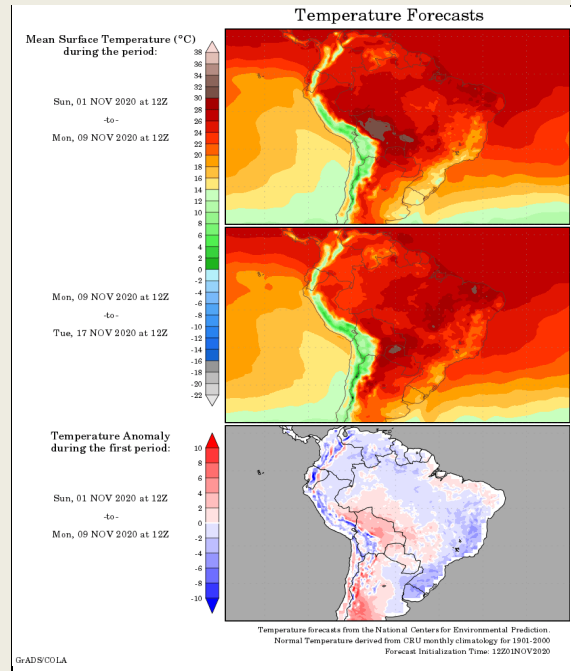 Temperature Forecasts
Mean Surface Temperature (°C)
during the period:
Sun, 01 NOV 2020 at 12Z
-to-
Mon, 09 NOV 2020 at 12Z
38
36
34
33
32
31
30
28
26
24
22
20
18
16
14
12
10
8
6
4
2
0
-2
-4
-6
-8
-10
-12
-14
-16
-17
-18
-20
-22
Mon, 09 NOV 2020 at 12Z
-to-
Tue, 17 NOV 2020 at 12Z
Temperature Anomaly
during the first period:
Sun, 01 NOV 2020 at 12Z
-to-
Mon, 09 NOV 2020 at 12Z
10
8
6
4
2
0
-2
-4
-6
-8
-10
Temperature forecasts from the National Centers for Environmental Prediction.
Normal Temperature derived from CRU monthly climatology for 1901-2000
Forecast Initialization Time: 12Z01NOV2020
GrADS/COLA